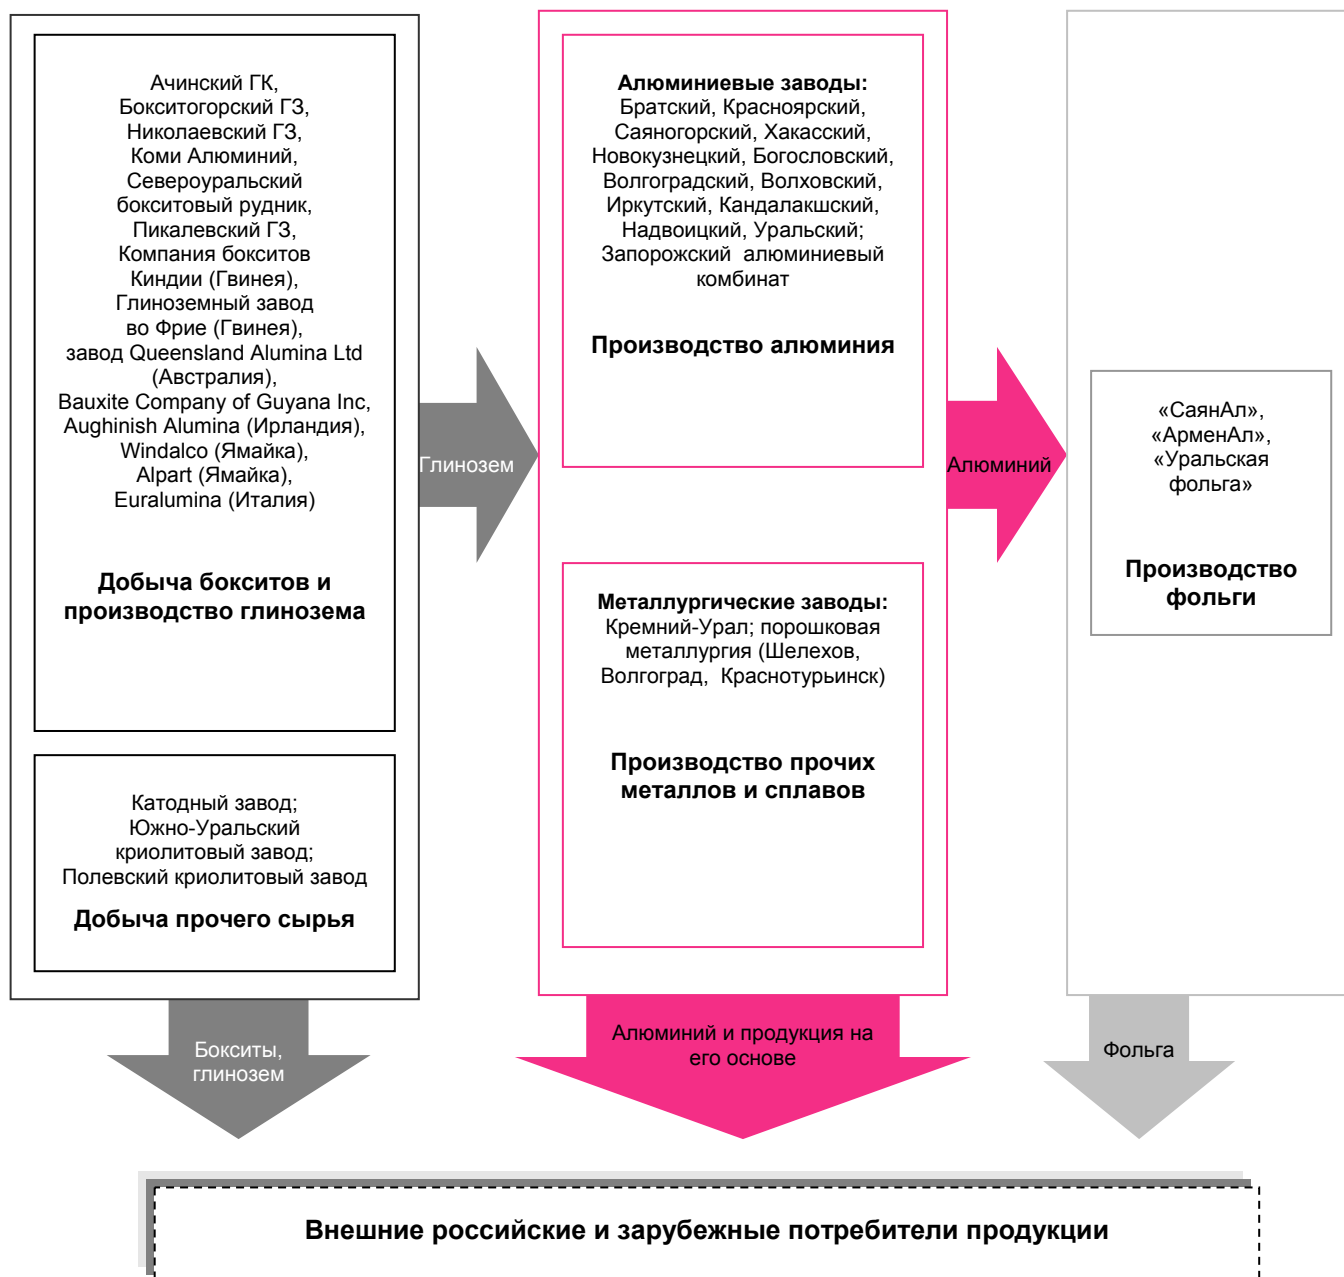 Ачинский ГК,
Бокситогорский ГЗ,
Николаевский ГЗ,
Коми Алюминий,
Североуральский
бокситовый рудник,
Пикалевский ГЗ,
Компания бокситов
Киндии (Гвинея),
Глиноземный завод
во Фрие (Гвинея),
завод Queensland Alumina Ltd
(Австралия),
Bauxite Company of Guyana Inc,
Aughinish Alumina (Ирландия),
Windalco (Ямайка),
Alpart (Ямайка),
Euralumina (Италия)
Добыча бокситов и
производство глинозема
Катодный завод;
Южно-Уральский
криолитовый завод;
Полевский криолитовый завод
Добыча прочего сырья
Глинозем
Алюминиевые заводы:
Братский, Красноярский,
Саяногорский, Хакасский,
Новокузнецкий, Богословский,
Волгоградский, Волховский,
Иркутский, Кандалакшский,
Надвоицкий, Уральский;
Запорожский алюминиевый
комбинат
Производство алюминия
Металлургические заводы:
Кремний-Урал; порошковая
металлургия (Шелехов,
Волгоград, Краснотурьинск)
Производство прочих
металлов и сплавов
Алюминий
«СаянАл»,
«АрменАл»,
«Уральская
фольга»
Производство
фольги
Бокситы,
глинозем
Алюминий и продукция на
его основе
Фольга
Внешние российские и зарубежные потребители продукции